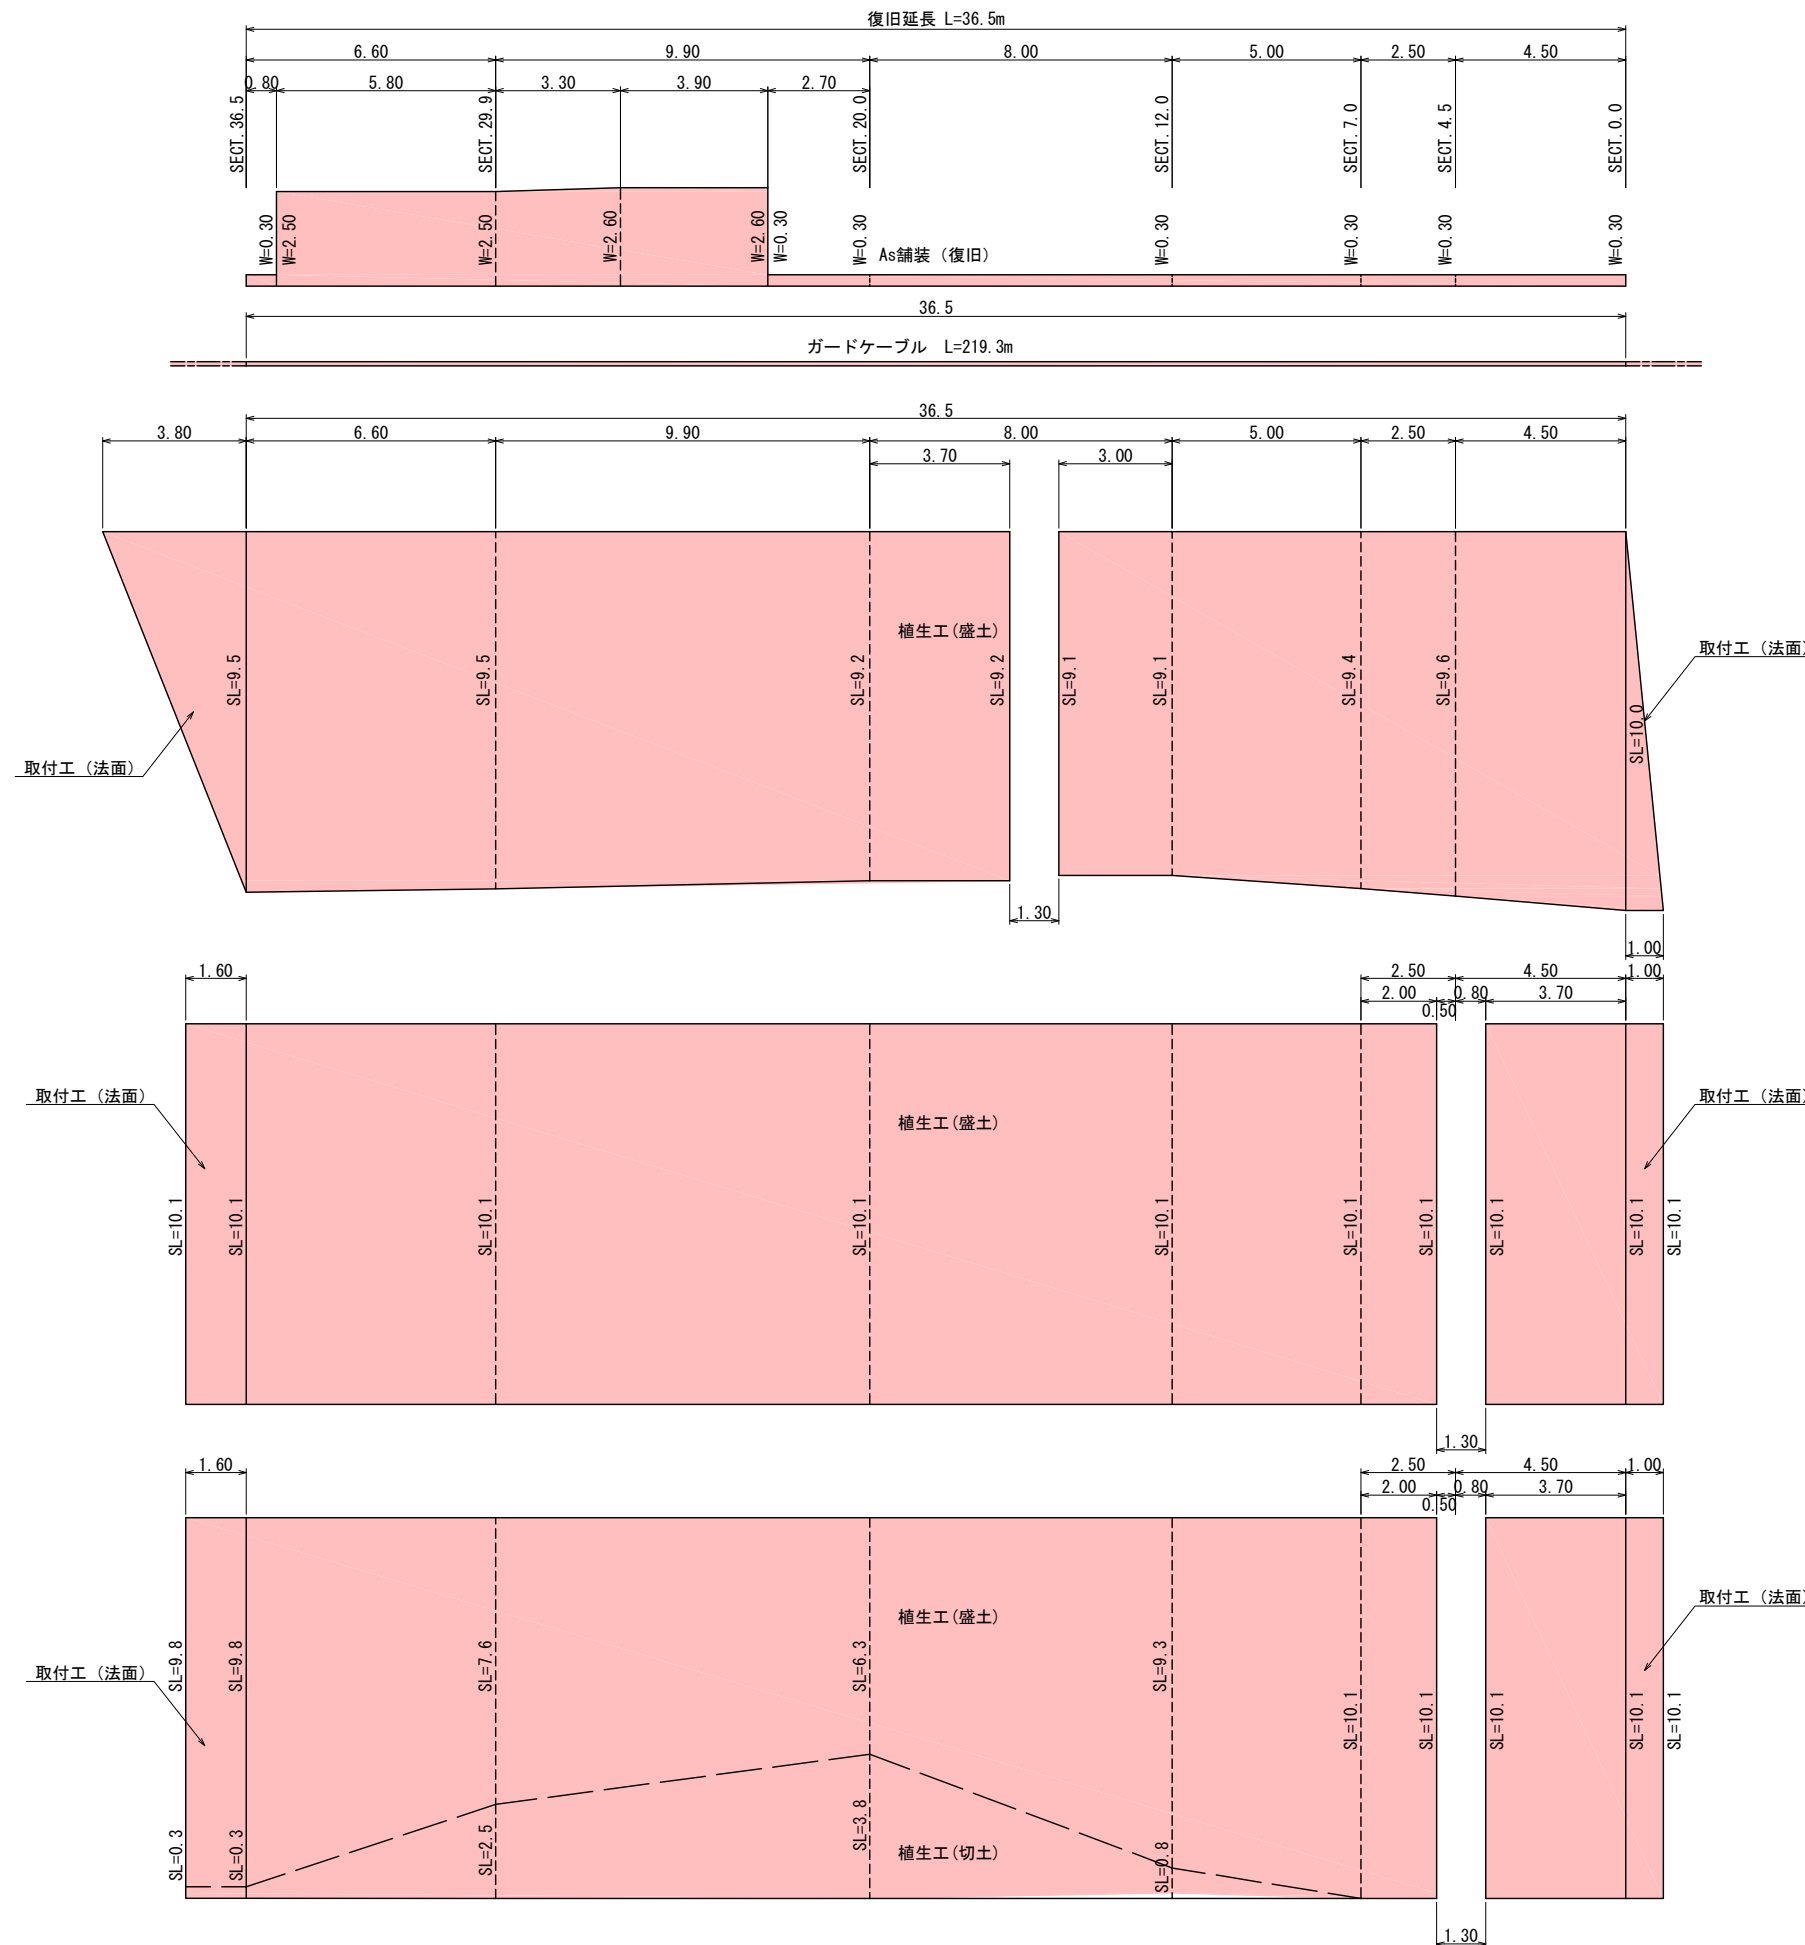 復旧延長 L=36.5m
6.60 9.90 8.00 5.00 2.50 4.50
0.80 5.80 3.30 3.90 2.70
SECT.36.5 SECT.29.9 SECT.20.0 SECT.12.0 SECT.7.0 SECT.4.5 SECT.0.0
W=0.30 W=2.50 W=2.50 W=2.60 W=2.60 W=0.30 W=0.30 W=0.30 W=0.30 W=0.30 W=0.30
As舗装（復旧）
36.5
ガードケーブル L=219.3m
36.5
3.80 6.60 9.90 8.00 5.00 2.50 4.50
3.70 3.00
植生工(盛土)
SL=9.5 SL=9.5 SL=9.2 SL=9.2 SL=9.1 SL=9.1 SL=9.4 SL=9.6 SL=10.0
取付工（法面）
取付工（法面）
1.30
1.00
1.60 2.50 4.50 1.00
2.00 0.80 3.70
0.50
取付工（法面） 植生工(盛土) 取付工（法面）
SL=10.1 SL=10.1 SL=10.1 SL=10.1 SL=10.1 SL=10.1 SL=10.1 SL=10.1 SL=10.1 SL=10.1
1.30
1.60 2.50 4.50 1.00
2.00 0.80 3.70
0.50
取付工（法面）
植生工(盛土)
SL=9.8 SL=9.8 SL=7.6 SL=6.3 SL=9.3
取付工（法面）
SL=10.1 SL=10.1 SL=10.1 SL=10.1 SL=10.1
SL=0.3 SL=0.3 SL=2.5 SL=3.8 SL=0.8
植生工(切土)
1.30